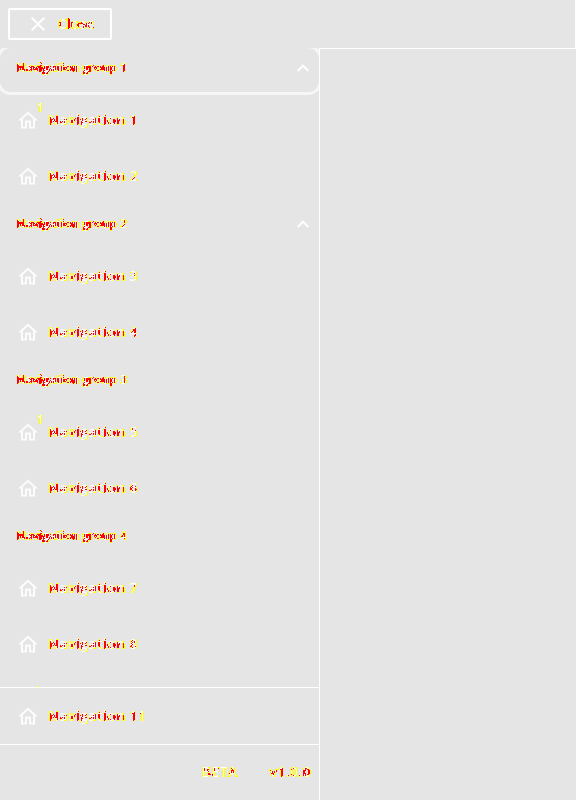 Close
Navigation group 1
1
Navigation 1
Navigation 2
Navigation group 2
Navigation 3
Navigation 4
Navigation group 3
1
Navigation 5
Navigation 6
Navigation group 4
Navigation 7
Navigation 8
Navigation 11
BETA v1.0.0